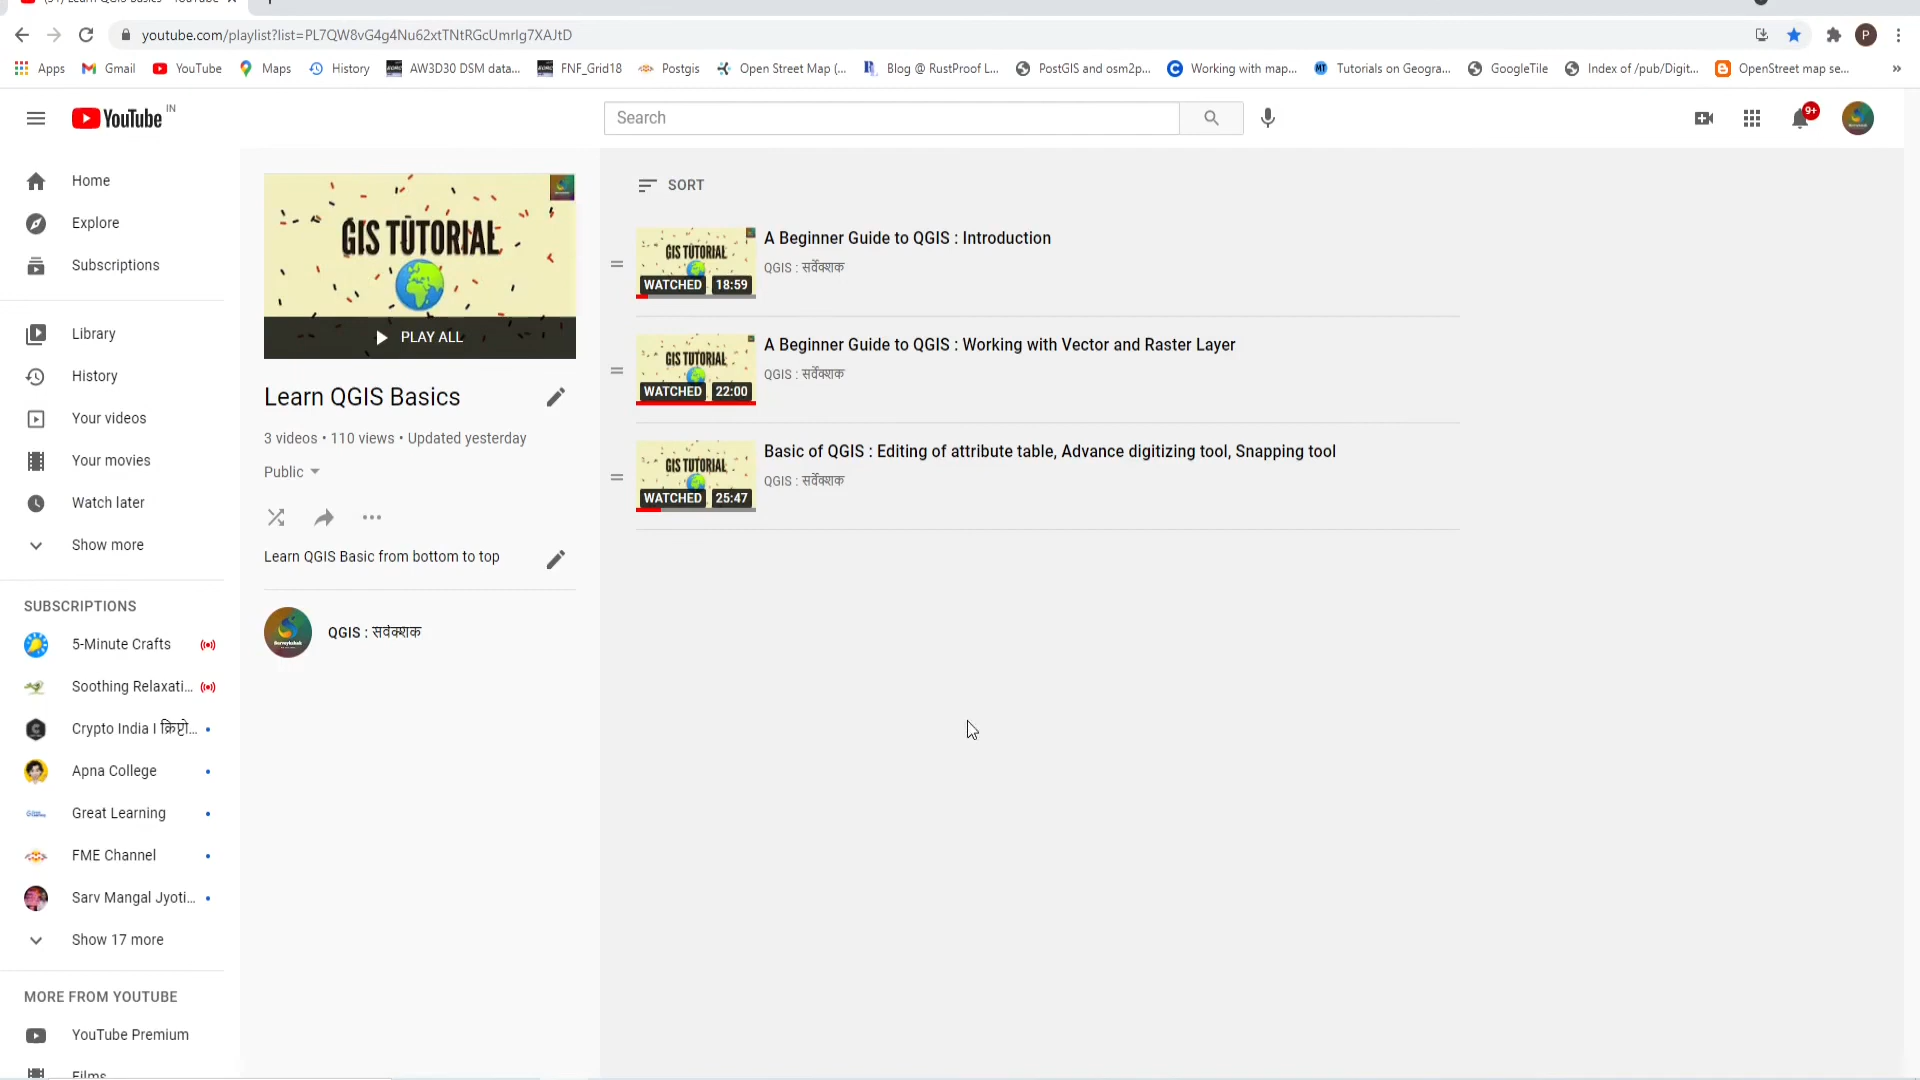 youtube.com/playlist?list=PL7QW8vG4g4Nu62xtTNtRGcUmrIg7XAJtD
P
Apps
Gmail
YouTube
Maps
History
AW3D30 DSM data...
FNF_Grid18
Postgis
Open Street Map (...
Blog @ RustProof L...
PostGIS and osm2p...
Working with map...
Tutorials on Geogra...
GoogleTile
Index of /pub/Digit...
OpenStreet map se...
»
YouTube IN
Search
9+
Home
Explore
Subscriptions
Library
History
Your videos
Your movies
Watch later
Show more
SUBSCRIPTIONS
5-Minute Crafts
Soothing Relaxati...
Crypto India I क्रिप्टो...
Apna College
Great Learning
FME Channel
Sarv Mangal Jyoti...
Show 17 more
MORE FROM YOUTUBE
YouTube Premium
Films
GIS TUTORIAL
PLAY ALL
Learn QGIS Basics
3 videos • 110 views • Updated yesterday
Public
Learn QGIS Basic from bottom to top
QGIS : सर्वेक्शक
SORT
GIS TUTORIAL
WATCHED 18:59
A Beginner Guide to QGIS : Introduction
QGIS : सर्वेक्शक
GIS TUTORIAL
WATCHED 22:00
A Beginner Guide to QGIS : Working with Vector and Raster Layer
QGIS : सर्वेक्शक
GIS TUTORIAL
WATCHED 25:47
Basic of QGIS : Editing of attribute table, Advance digitizing tool, Snapping tool
QGIS : सर्वेक्शक